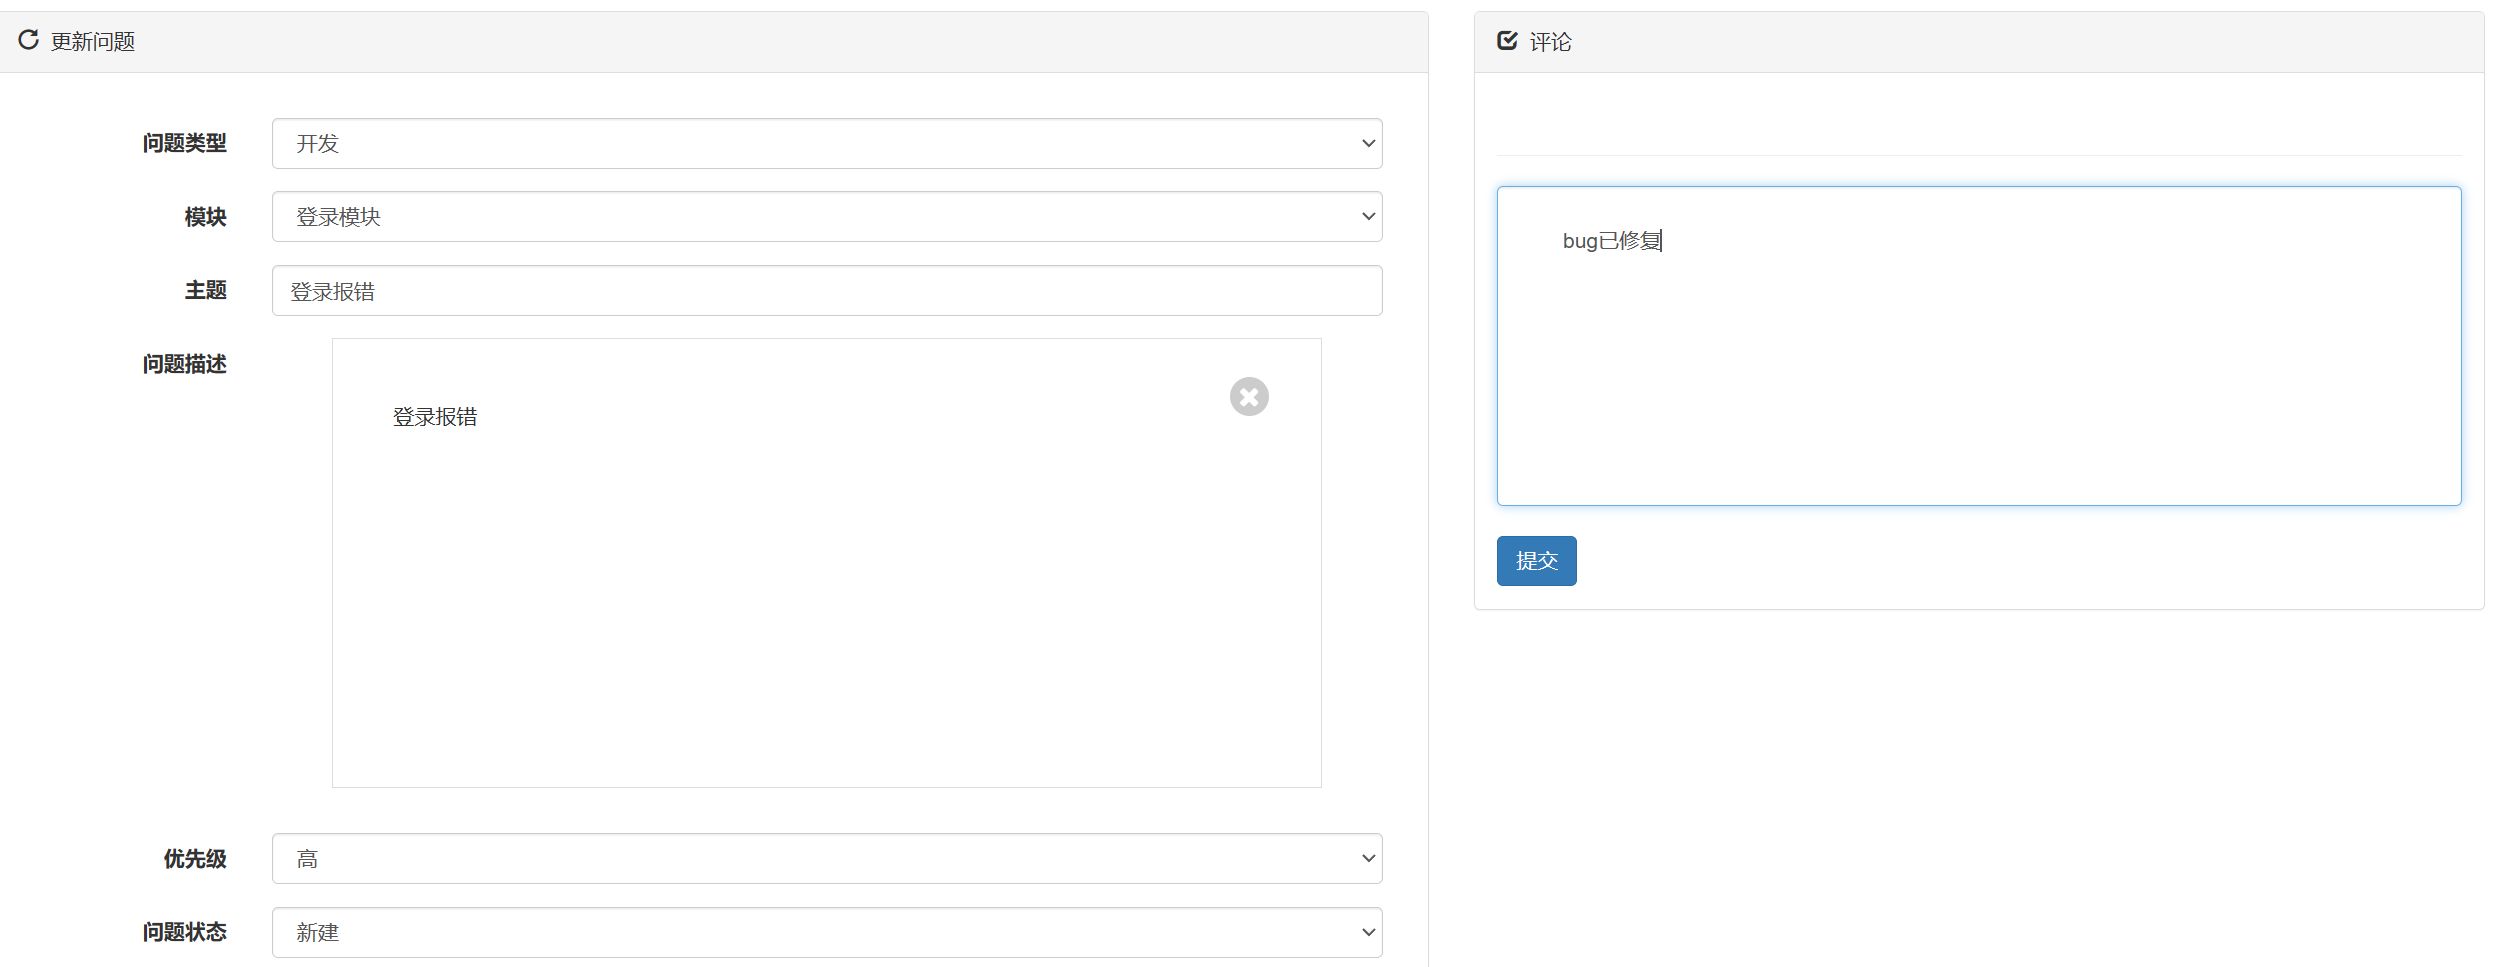 更新问题
问题类型
开发
模块
登录模块
主题
登录报错
问题描述
登录报错
优先级
高
问题状态
新建
评论
bug已修复
提交